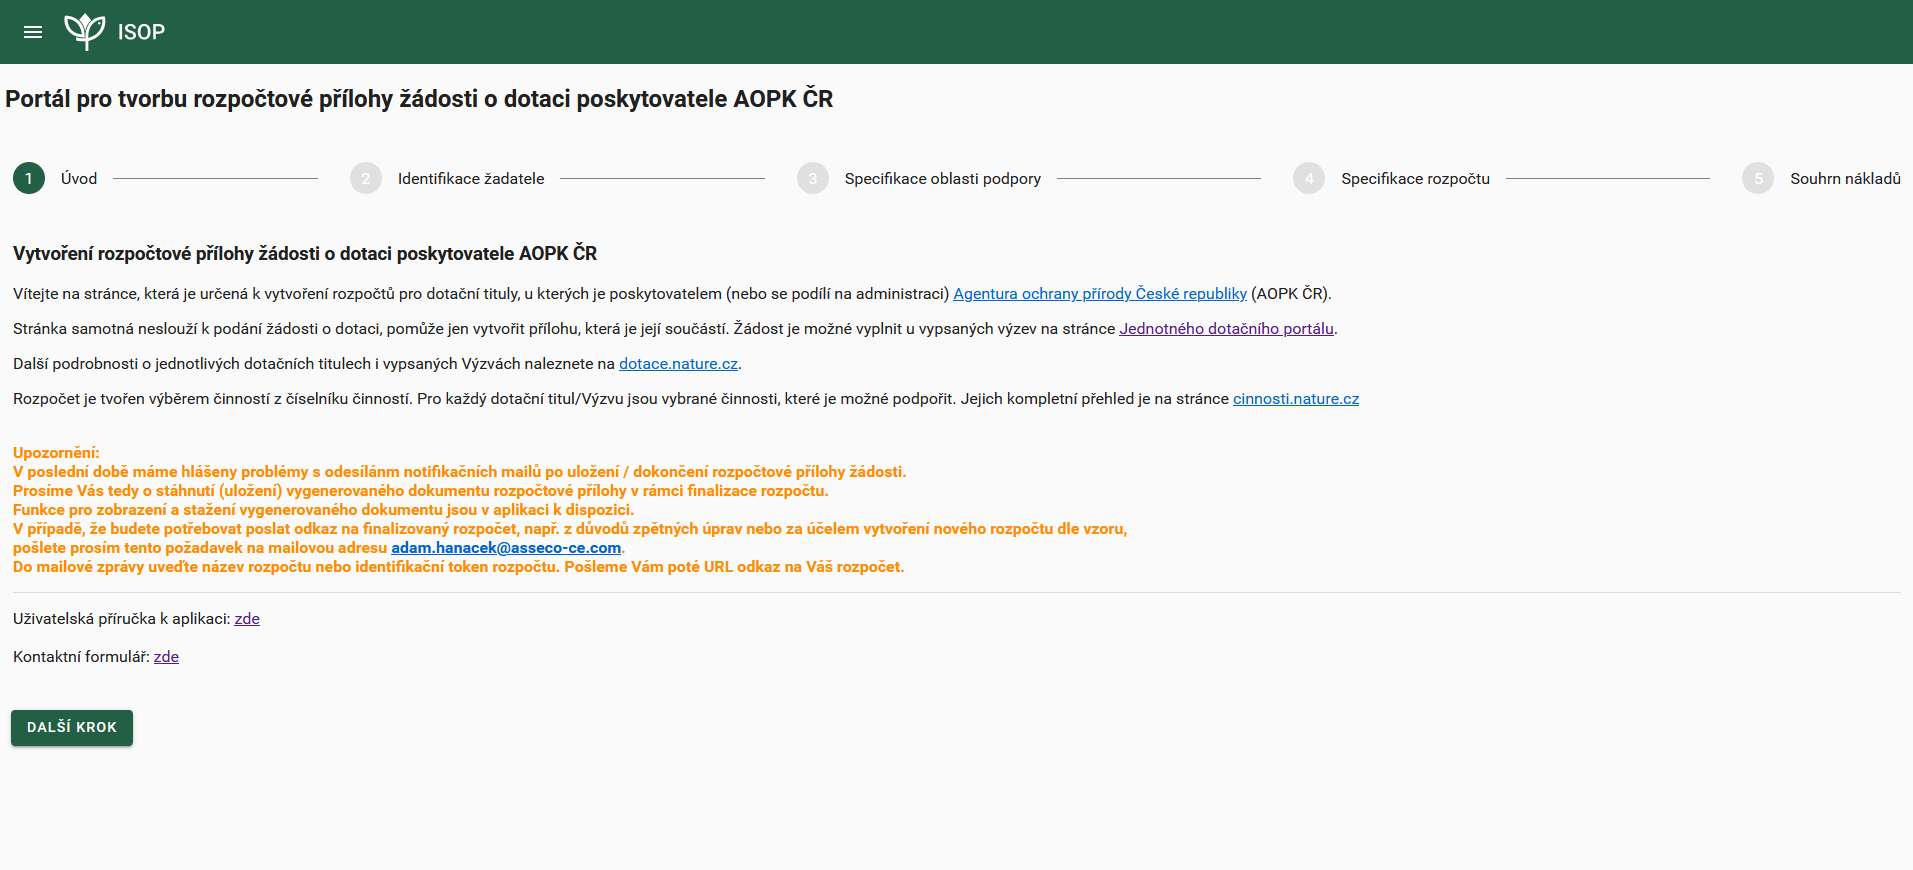 ISOP
Portál pro tvorbu rozpočtové přílohy žádosti o dotaci poskytovatele AOPK ČR
1 Úvod 2 Identifikace žadatele 3 Specifikace oblasti podpory 4 Specifikace rozpočtu 5 Souhrn nákladů
Vytvoření rozpočtové přílohy žádosti o dotaci poskytovatele AOPK ČR
Vítejte na stránce, která je určená k vytvoření rozpočtů pro dotační tituly, u kterých je poskytovatelem (nebo se podílí na administraci) Agentura ochrany přírody České republiky (AOPK ČR).
Stránka samotná neslouží k podání žádosti o dotaci, pomůže jen vytvořit přílohu, která je její součástí. Žádost je možné vyplnit u vypsaných výzev na stránce Jednotného dotačního portálu.
Další podrobnosti o jednotlivých dotačních titulech i vypsaných Výzvách naleznete na dotace.nature.cz.
Rozpočet je tvořen výběrem činností z číselníku činností. Pro každý dotační titul/Výzvu jsou vybrané činnosti, které je možné podpořit. Jejich kompletní přehled je na stránce cinnosti.nature.cz
Upozornění:
V poslední době máme hlášeny problémy s odesílánm notifikačních mailů po uložení / dokončení rozpočtové přílohy žádosti.
Prosíme Vás tedy o stáhnutí (uložení) vygenerovaného dokumentu rozpočtové přílohy v rámci finalizace rozpočtu.
Funkce pro zobrazení a stažení vygenerovaného dokumentu jsou v aplikaci k dispozici.
V případě, že budete potřebovat poslat odkaz na finalizovaný rozpočet, např. z důvodů zpětných úprav nebo za účelem vytvoření nového rozpočtu dle vzoru,
pošlete prosím tento požadavek na mailovou adresu adam.hanacek@asseco-ce.com.
Do mailové zprávy uveďte název rozpočtu nebo identifikační token rozpočtu. Pošleme Vám poté URL odkaz na Váš rozpočet.
Uživatelská příručka k aplikaci: zde
Kontaktní formulář: zde
DALŠÍ KROK